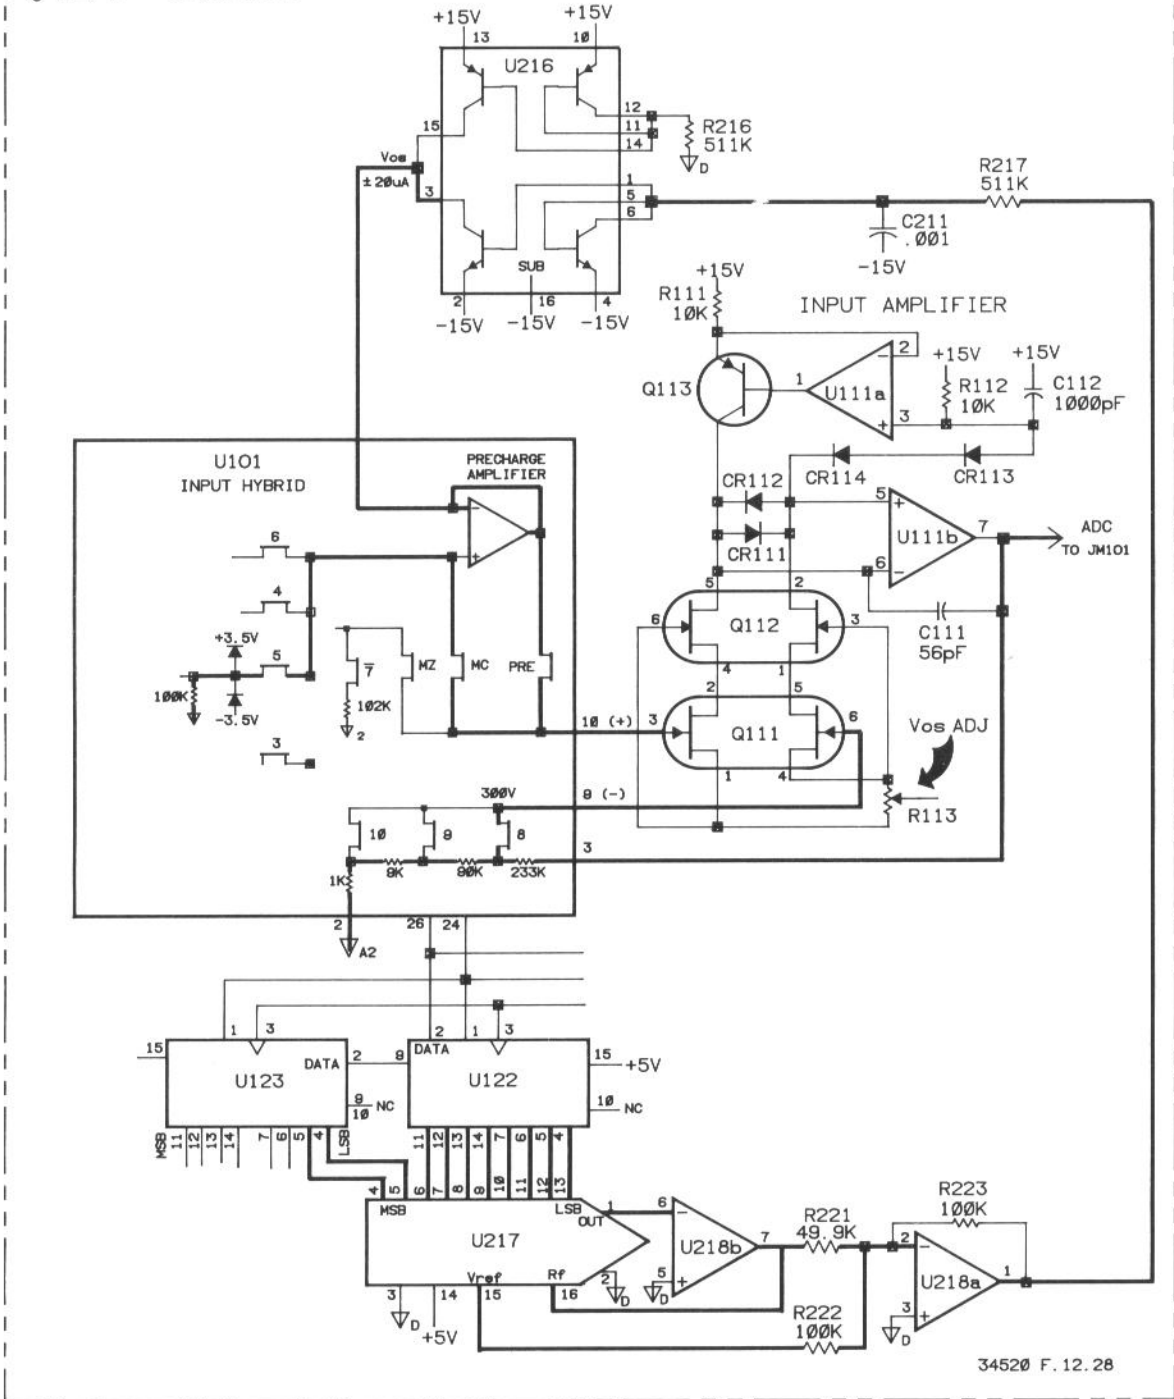 +15V
+15V
13
10
U216
12
11
14
R216
511K
D
15
Vos
±20uA
3
1
5
6
SUB
2
16
4
-15V
-15V
-15V
R217
511K
C211
.001
-15V
INPUT AMPLIFIER
+15V
R111
10K
Q113
1
U111a
2
3
+15V
R112
10K
+15V
C112
1000pF
CR114
CR113
CR112
CR111
5
6
U111b
7
ADC
TO JM101
C111
56pF
5
2
6
Q112
3
4
1
2
5
3
Q111
6
1
4
Vos ADJ
R113
U101
INPUT HYBRID
PRECHARGE
AMPLIFIER
6
4
+3.5V
5
100K
-3.5V
3
7
102K
2
MZ
MC
PRE
10 (+)
300V
8 (-)
10
9
8
3
1K
9K
90K
233K
2
A2
26
24
1
3
2
1
3
15
DATA
2
9
DATA
15
+5V
U123
U122
9
10
NC
10
NC
MSB
11
12
13
14
7
6
5
4
LSB
11
12
13
14
7
6
5
4
4
5
6
7
8
9
10
11
12
13
MSB
LSB
OUT
1
U217
Vref
Rf
2
D
3
D
14
+5V
15
16
6
U218b
7
5
D
R221
49.9K
R222
100K
R223
100K
2
U218a
1
3
D
34520 F.12.28